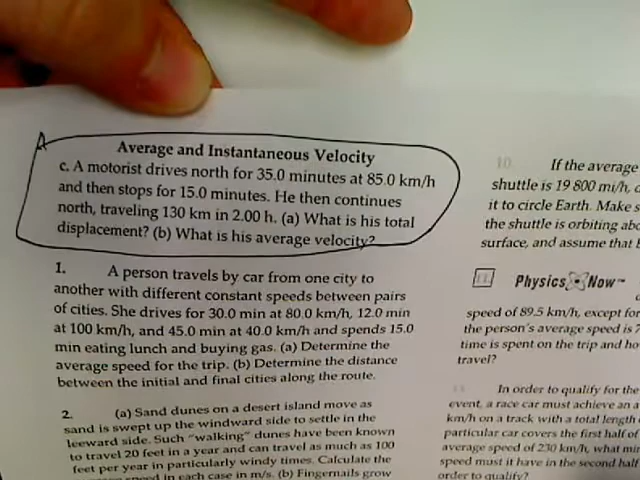 A
Average and Instantaneous Velocity
c. A motorist drives north for 35.0 minutes at 85.0 km/h
and then stops for 15.0 minutes. He then continues
north, traveling 130 km in 2.00 h. (a) What is his total
displacement? (b) What is his average velocity?
1. A person travels by car from one city to
another with different constant speeds between pairs
of cities. She drives for 30.0 min at 80.0 km/h, 12.0 min
at 100 km/h, and 45.0 min at 40.0 km/h and spends 15.0
min eating lunch and buying gas. (a) Determine the
average speed for the trip. (b) Determine the distance
between the initial and final cities along the route.
2. (a) Sand dunes on a desert island move as
sand is swept up the windward side to settle in the
leeward side. Such "walking" dunes have been known
to travel 20 feet in a year and can travel as much as 100
feet per year in particularly windy times. Calculate the
speed in each case in m/s. (b) Fingernails grow
10 If the average
shuttle is 19 800 mi/h,
it to circle Earth. Make s
the shuttle is orbiting abo
surface, and assume that
11 Physics Now™
speed of 89.5 km/h, except for
the person's average speed is 7
time is spent on the trip and ho
travel?
In order to qualify for the
event, a race car must achieve an a
km/h on a track with a total length
particular car covers the first half of
average speed of 230 km/h, what mi
speed must it have in the second half
order to qualify?